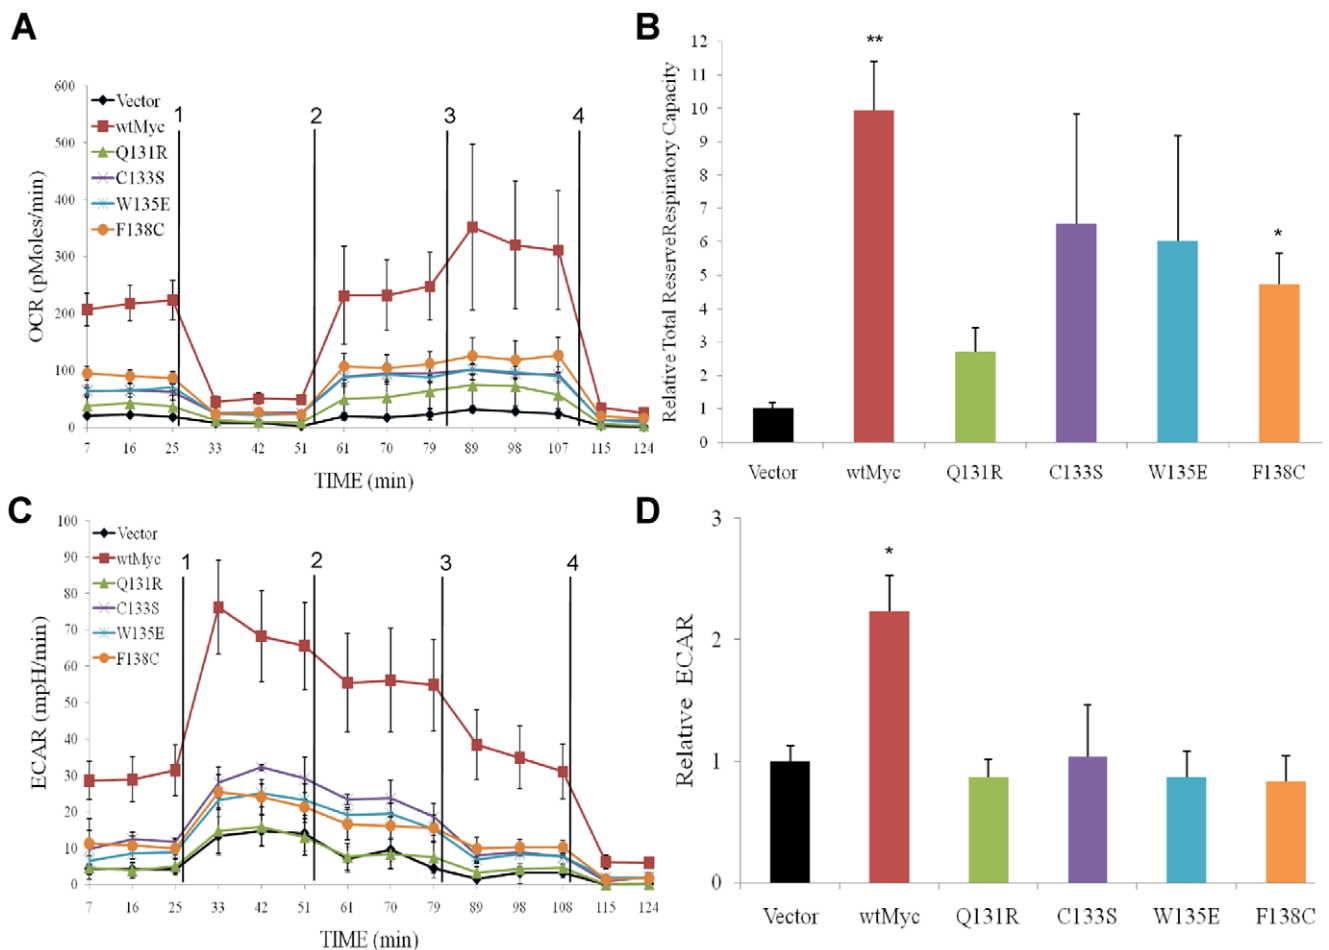 A
OCR (pMoles/min)
600
500
400
300
200
100
0
Vector
wtMyc
Q131R
C133S
W135E
F138C
1
2
3
4
7 16 25 33 42 51 61 70 79 89 98 107 115 124
TIME (min)
B
Relative Total ReserveRespiratory Capacity
12
11
10
9
8
7
6
5
4
3
2
1
0
**
*
Vector wtMyc Q131R C133S W135E F138C
C
ECAR (mpH/min)
100
90
80
70
60
50
40
30
20
10
0
Vector
wtMyc
Q131R
C133S
W135E
F138C
1
2
3
4
7 16 25 33 42 51 61 70 79 89 98 108 115 124
TIME (min)
D
Relative ECAR
3
2
1
0
*
Vector wtMyc Q131R C133S W135E F138C